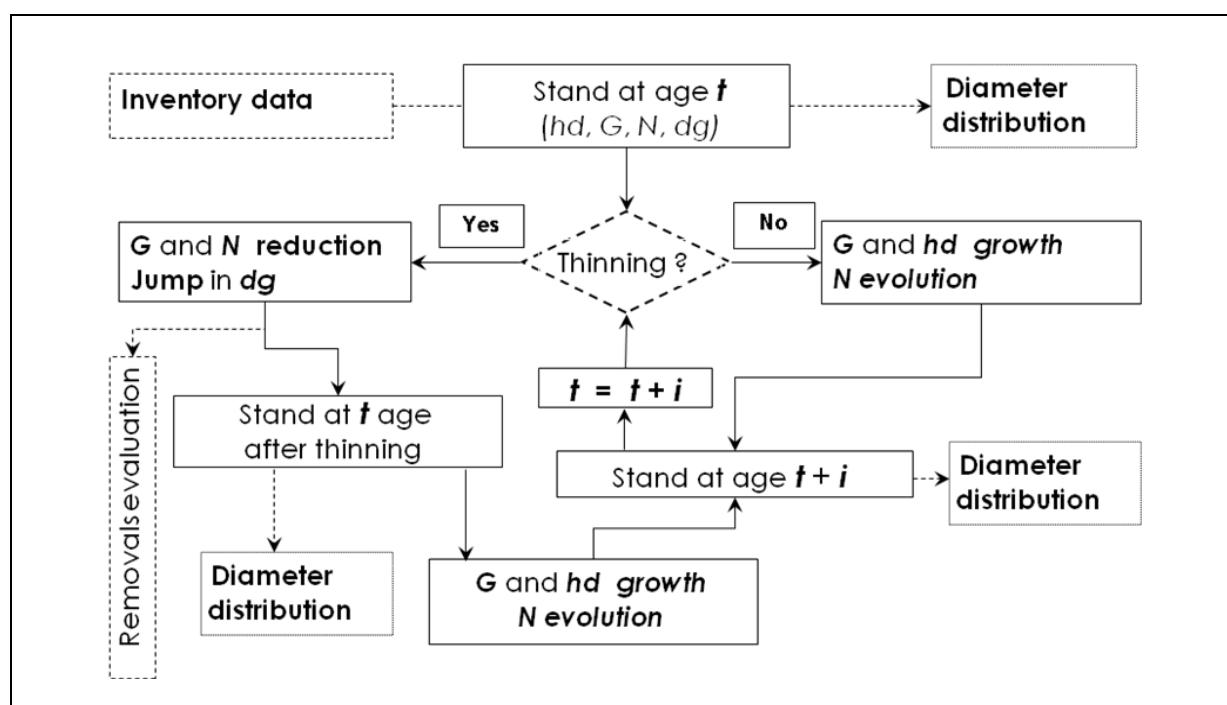 Inventory data
Stand at age t
(hd, G, N, dg)
Diameter
distribution
Yes
No
G and N reduction
Jump in dg
Thinning ?
G and hd growth
N evolution
t = t + i
Removals evaluation
Stand at t age
after thinning
Stand at age t + i
Diameter
distribution
Diameter
distribution
G and hd growth
N evolution